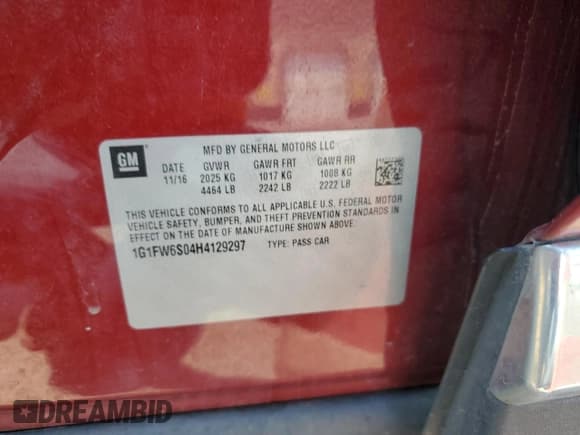 GM
MFD BY GENERAL MOTORS LLC
DATE GVWR GAWR FRT GAWR RR
11/16 2025 KG 1017 KG 1008 KG
4464 LB 2242 LB 2222 LB
THIS VEHICLE CONFORMS TO ALL APPLICABLE U.S. FEDERAL MOTOR
VEHICLE SAFETY, BUMPER, AND THEFT PREVENTION STANDARDS IN
EFFECT ON THE DATE OF MANUFACTURE SHOWN ABOVE.
1G1FW6S04H4129297 TYPE: PASS CAR
DREAMBID